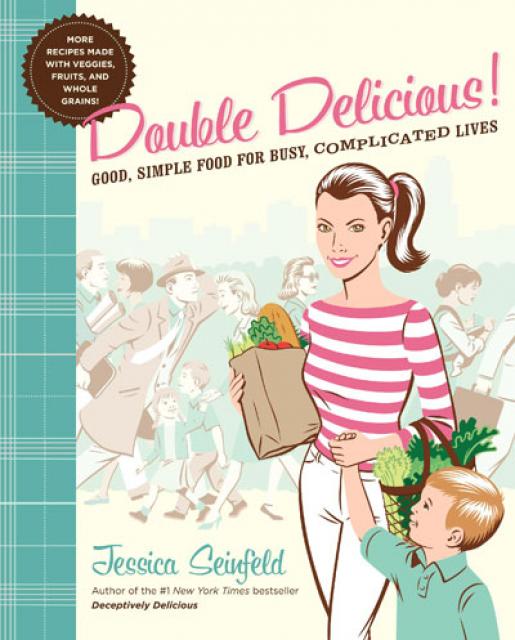 MORE
RECIPES MADE
WITH VEGGIES,
FRUITS, AND
WHOLE
GRAINS!
Double Delicious!
GOOD, SIMPLE FOOD FOR BUSY, COMPLICATED LIVES
Jessica Seinfeld
Author of the #1 New York Times bestseller
Deceptively Delicious